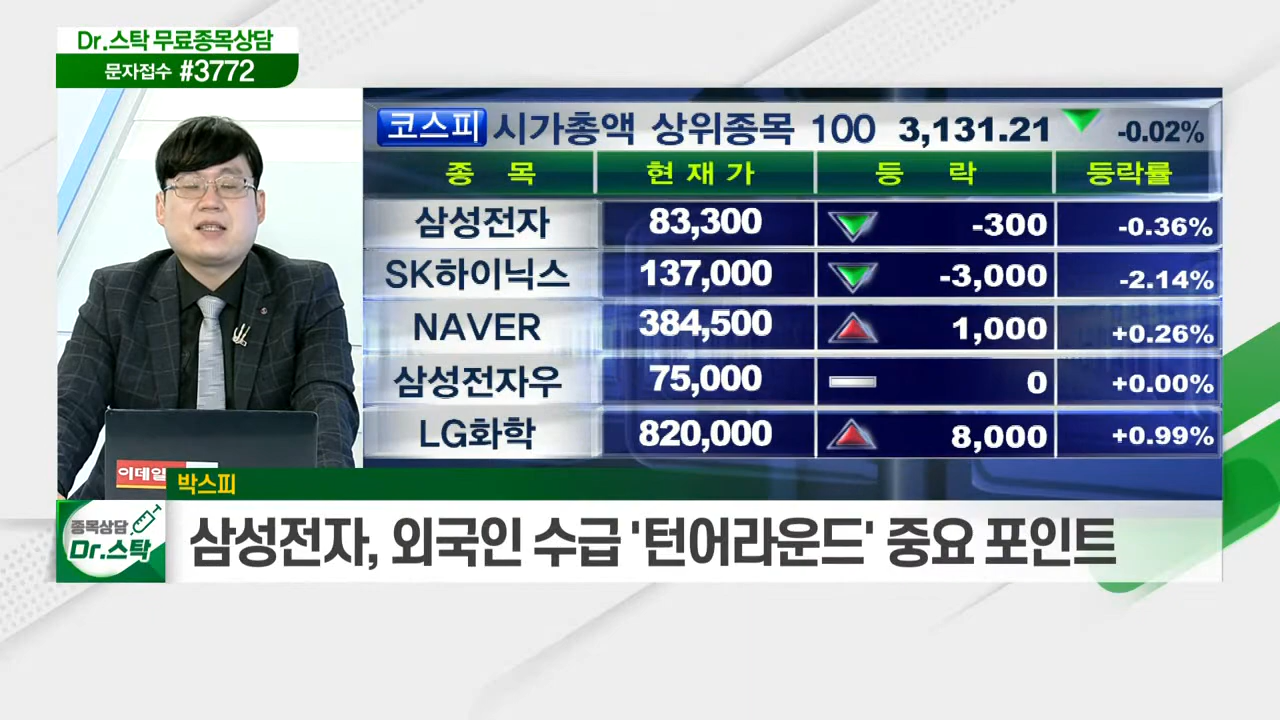 Dr.스탁 무료종목상담
문자접수 #3772
코스피 시가총액 상위종목 100 3,131.21 -0.02%
종 목 현 재 가 등 락 등락률
삼성전자 83,300 -300 -0.36%
SK하이닉스 137,000 -3,000 -2.14%
NAVER 384,500 1,000 +0.26%
삼성전자우 75,000 0 +0.00%
LG화학 820,000 8,000 +0.99%
이데일
박스피
종목상담
Dr.스탁
삼성전자, 외국인 수급 '턴어라운드' 중요 포인트